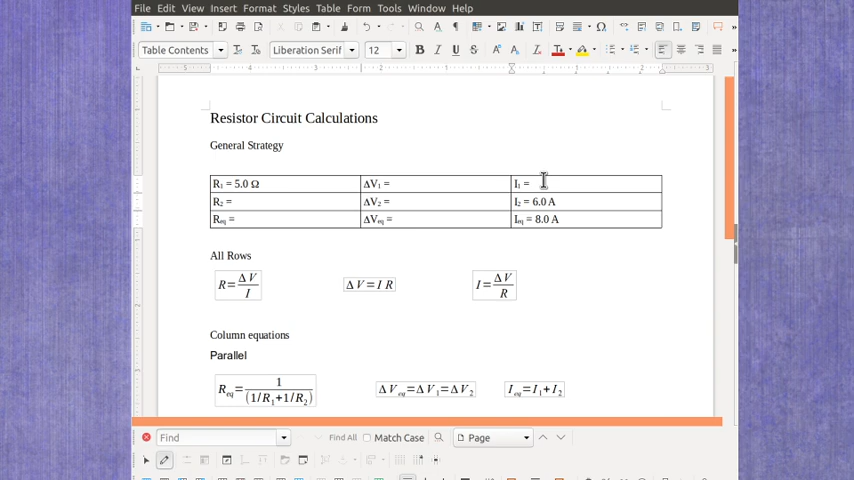 File Edit View Insert Format Styles Table Form Tools Window Help
Table Contents Liberation Serif 12
Resistor Circuit Calculations
General Strategy
R₁ = 5.0 Ω ΔV₁ = I₁ =
R₂ = ΔV₂ = I₂ = 6.0 A
Req = ΔVeq = Ieq = 8.0 A
All Rows
R = ΔV / I ΔV = I R I = ΔV / R
Column equations
Parallel
Req = 1 / (1/R₁+1/R₂) ΔVeq = ΔV₁ = ΔV₂ Ieq = I₁ + I₂
Find Find All Match Case Page